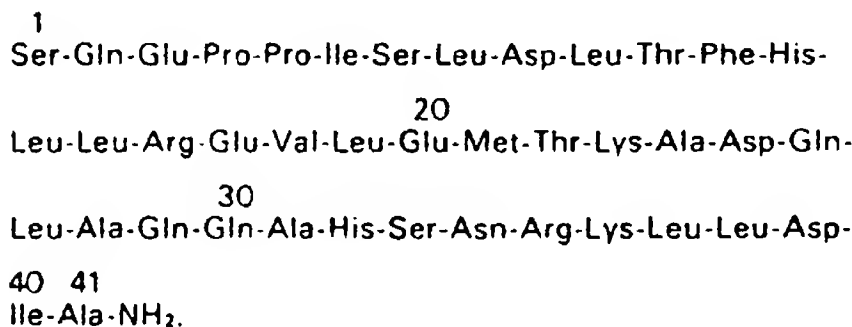 1
Ser-Gln-Glu-Pro-Pro-Ile-Ser-Leu-Asp-Leu-Thr-Phe-His-
20
Leu-Leu-Arg-Glu-Val-Leu-Glu-Met-Thr-Lys-Ala-Asp-Gln-
30
Leu-Ala-Gln-Gln-Ala-His-Ser-Asn-Arg-Lys-Leu-Leu-Asp-
40 41
Ile-Ala-NH₂.